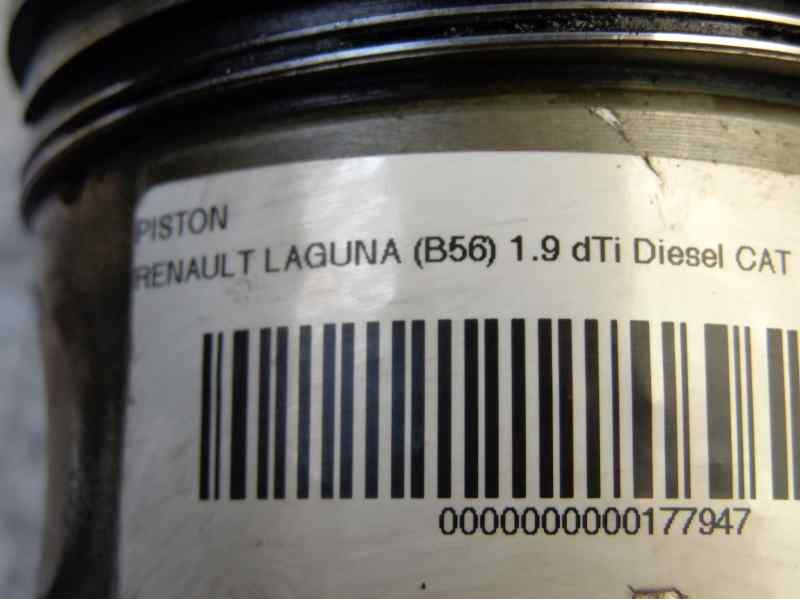 PISTON
RENAULT LAGUNA (B56) 1.9 dTi Diesel CAT
0000000000177947